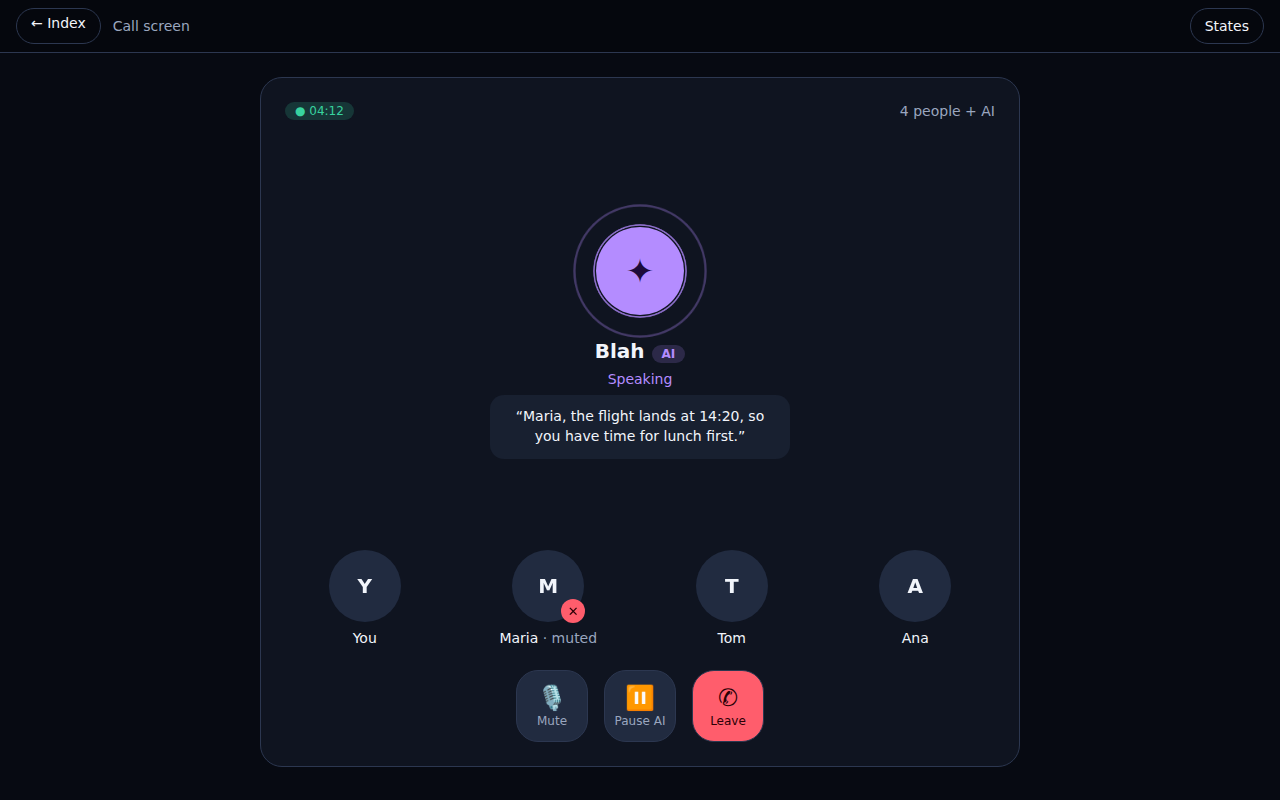 ← Index
Call screen
States
04:12
4 people + AI
Blah AI
Speaking
“Maria, the flight lands at 14:20, so
you have time for lunch first.”
Y
M
T
A
You
Maria · muted
Tom
Ana
Mute
Pause AI
Leave